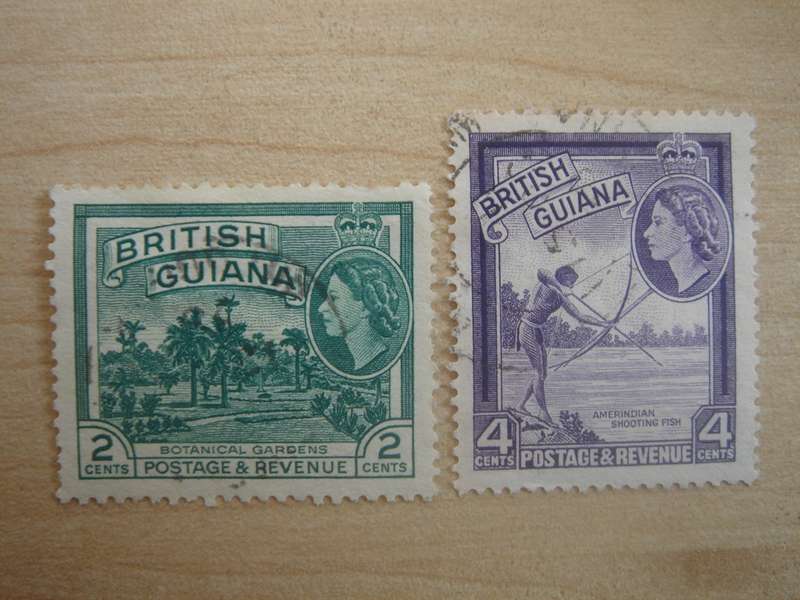 BRITISH
GUIANA
2 CENTS
BOTANICAL GARDENS
POSTAGE & REVENUE
2 CENTS
BRITISH
GUIANA
AMERINDIAN
SHOOTING FISH
4 CENTS
POSTAGE & REVENUE
4 CENTS